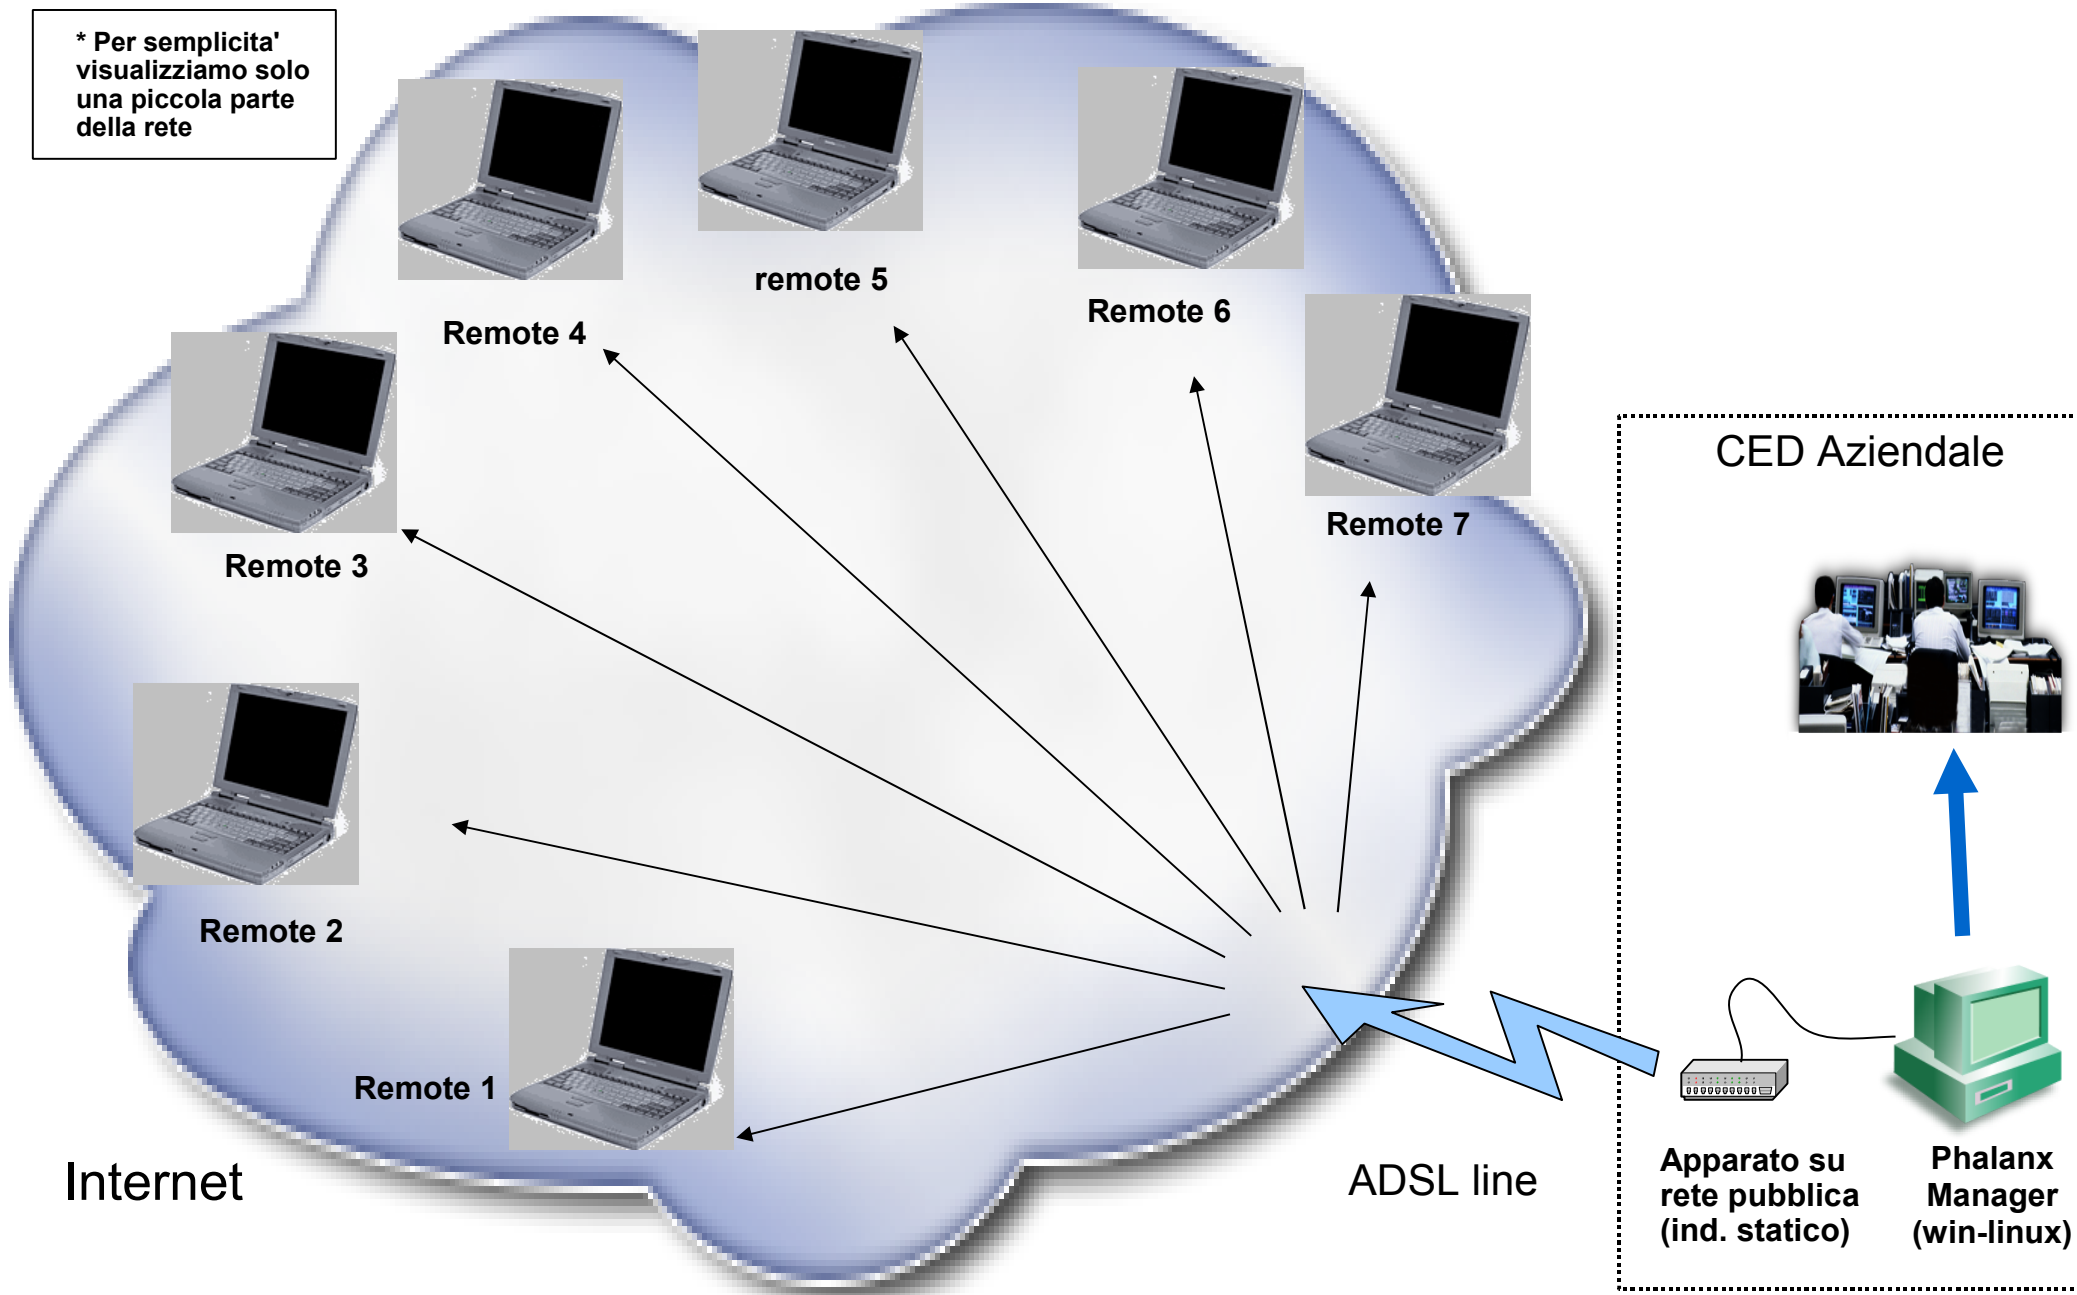 * Per semplicita'
visualizziamo solo
una piccola parte
della rete
remote 5
Remote 6
Remote 4
CED Aziendale
Remote 7
Remote 3
Remote 2
Remote 1
Internet
ADSL line
Apparato su
rete pubblica
(ind. statico)
Phalanx
Manager
(win-linux)